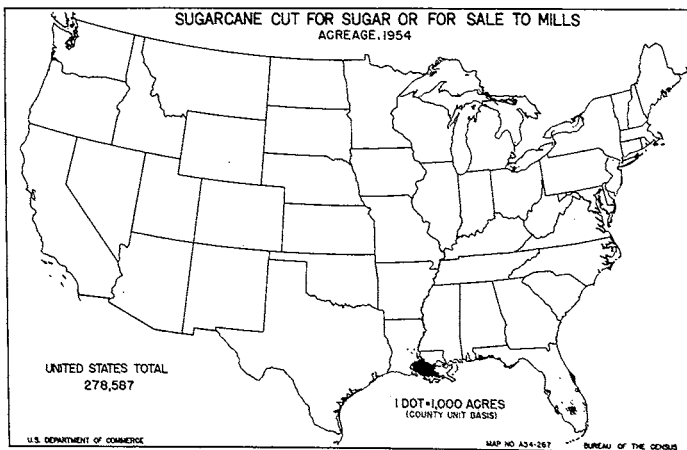 SUGARCANE CUT FOR SUGAR OR FOR SALE TO MILLS
ACREAGE, 1954
UNITED STATES TOTAL
278,587
1 DOT=1,000 ACRES
(COUNTY UNIT BASIS)
U.S. DEPARTMENT OF COMMERCE
MAP NO A54-267
BUREAU OF THE CENSUS